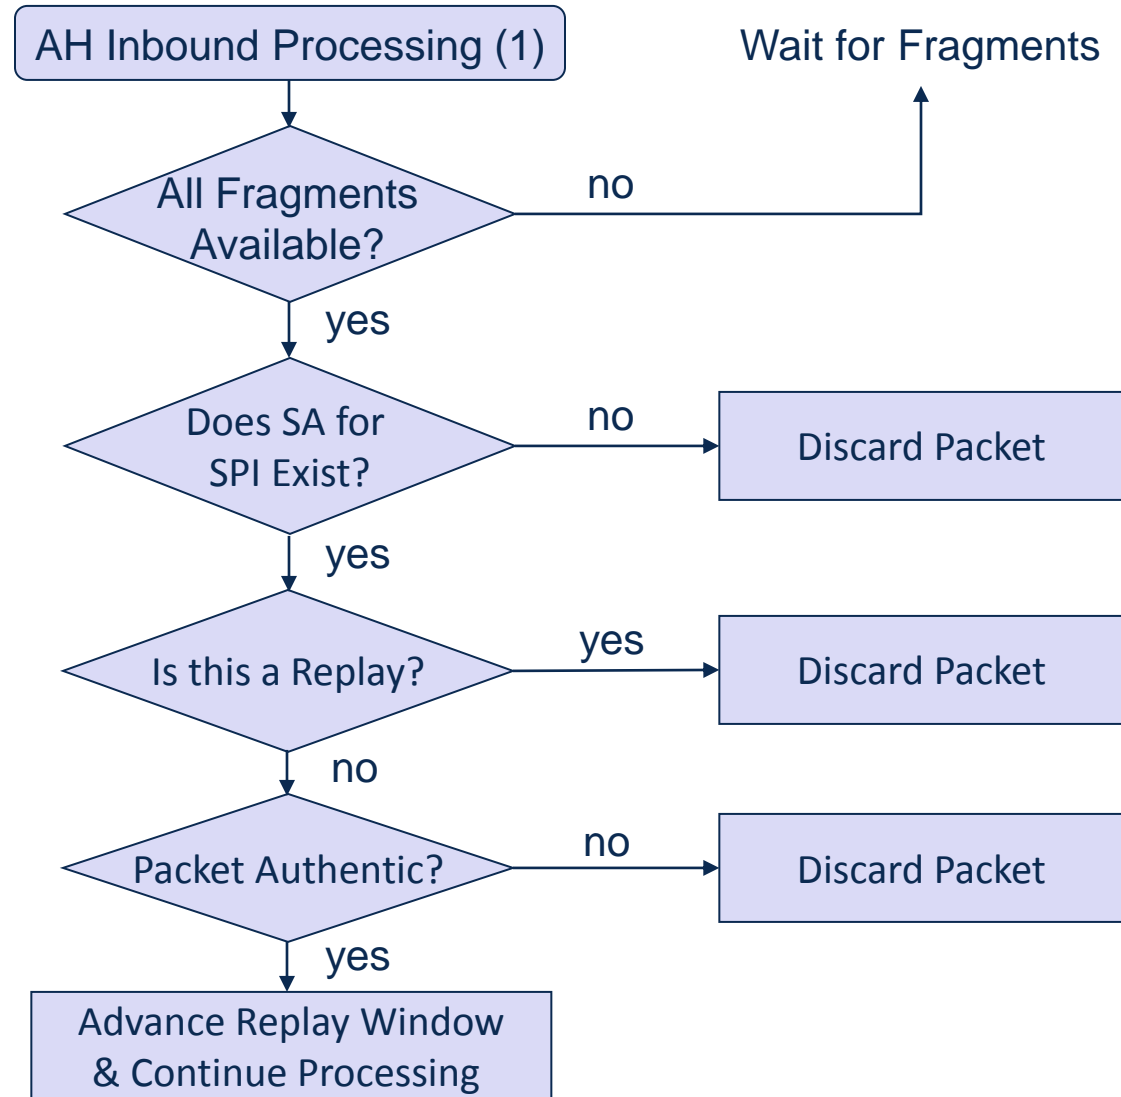 AH Inbound Processing (1)
Wait for Fragments
All Fragments
Available?
no
yes
Does SA for
SPI Exist?
no
Discard Packet
yes
Is this a Replay?
yes
Discard Packet
no
Packet Authentic?
no
Discard Packet
yes
Advance Replay Window
& Continue Processing